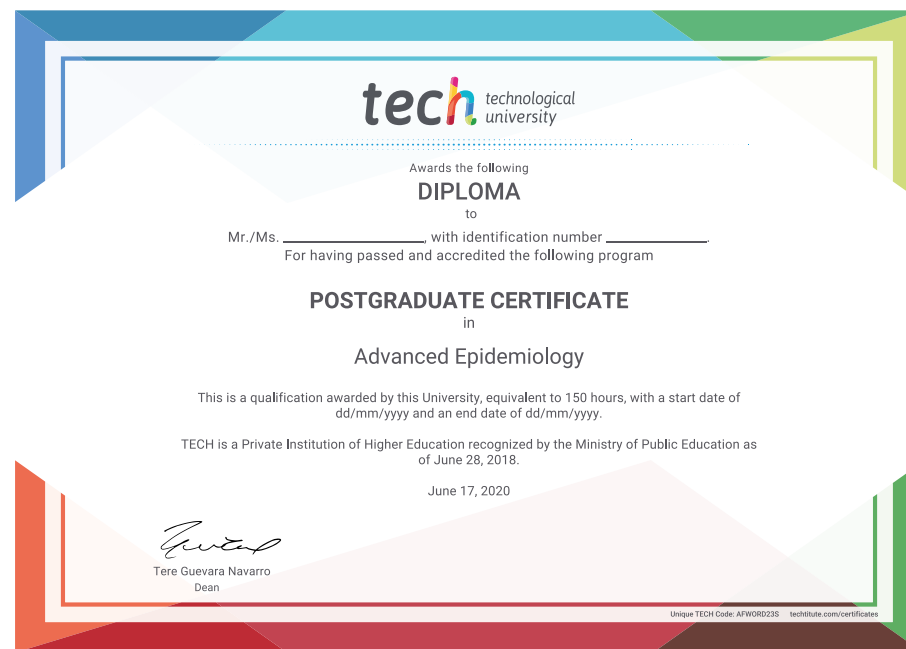 tech technological
university
Awards the following
DIPLOMA
to
Mr./Ms. ____________________, with identification number ______________.
For having passed and accredited the following program
POSTGRADUATE CERTIFICATE
in
Advanced Epidemiology
This is a qualification awarded by this University, equivalent to 150 hours, with a start date of
dd/mm/yyyy and an end date of dd/mm/yyyy.
TECH is a Private Institution of Higher Education recognized by the Ministry of Public Education as
of June 28, 2018.
June 17, 2020
Tere Guevara Navarro
Dean
Unique TECH Code: AFWORD23S techtitute.com/certificates